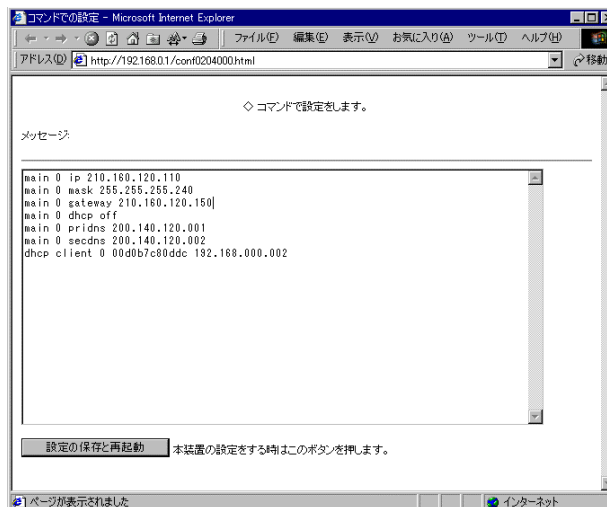 コマンドでの設定 - Microsoft Internet Explorer
ファイル(F) 編集(E) 表示(V) お気に入り(A) ツール(T) ヘルプ(H)
アドレス(D) http://192.168.0.1/conf0204000.html 移動
◇ コマンドで設定をします。
メッセージ:
main 0 ip 210.160.120.110
main 0 mask 255.255.255.240
main 0 gateway 210.160.120.150
main 0 dhcp off
main 0 pridns 200.140.120.001
main 0 secdns 200.140.120.002
dhcp client 0 00d0b7c80ddc 192.168.000.002
設定の保存と再起動 本装置の設定をする時はこのボタンを押します。
ページが表示されました インターネット